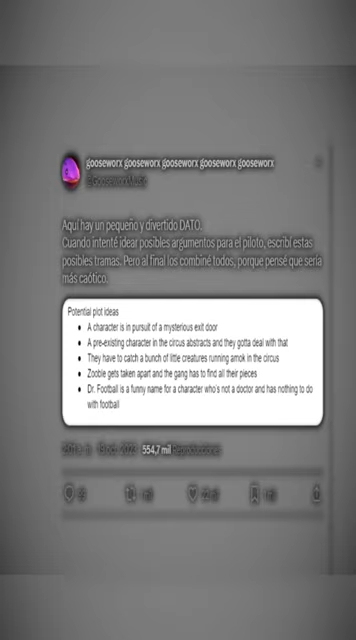 gooseworx gooseworx gooseworx gooseworx gooseworx
Aquí hay un pequeño y divertido DATO.
Cuando intenté idear posibles argumentos para el piloto, escribí estas
posibles tramas. Pero al final los combiné todos, porque pensé que sería
más caótico.
Potential plot ideas
• A character is in pursuit of a mysterious exit door
• A pre-existing character in the circus abstracts and they gotta deal with that
• They have to catch a bunch of little creatures running amok in the circus
• Zooble gets taken apart and the gang has to find all their pieces
• Dr. Football is a funny name for a character who's not a doctor and has nothing to do
with football
554,7 mil Reproducciones